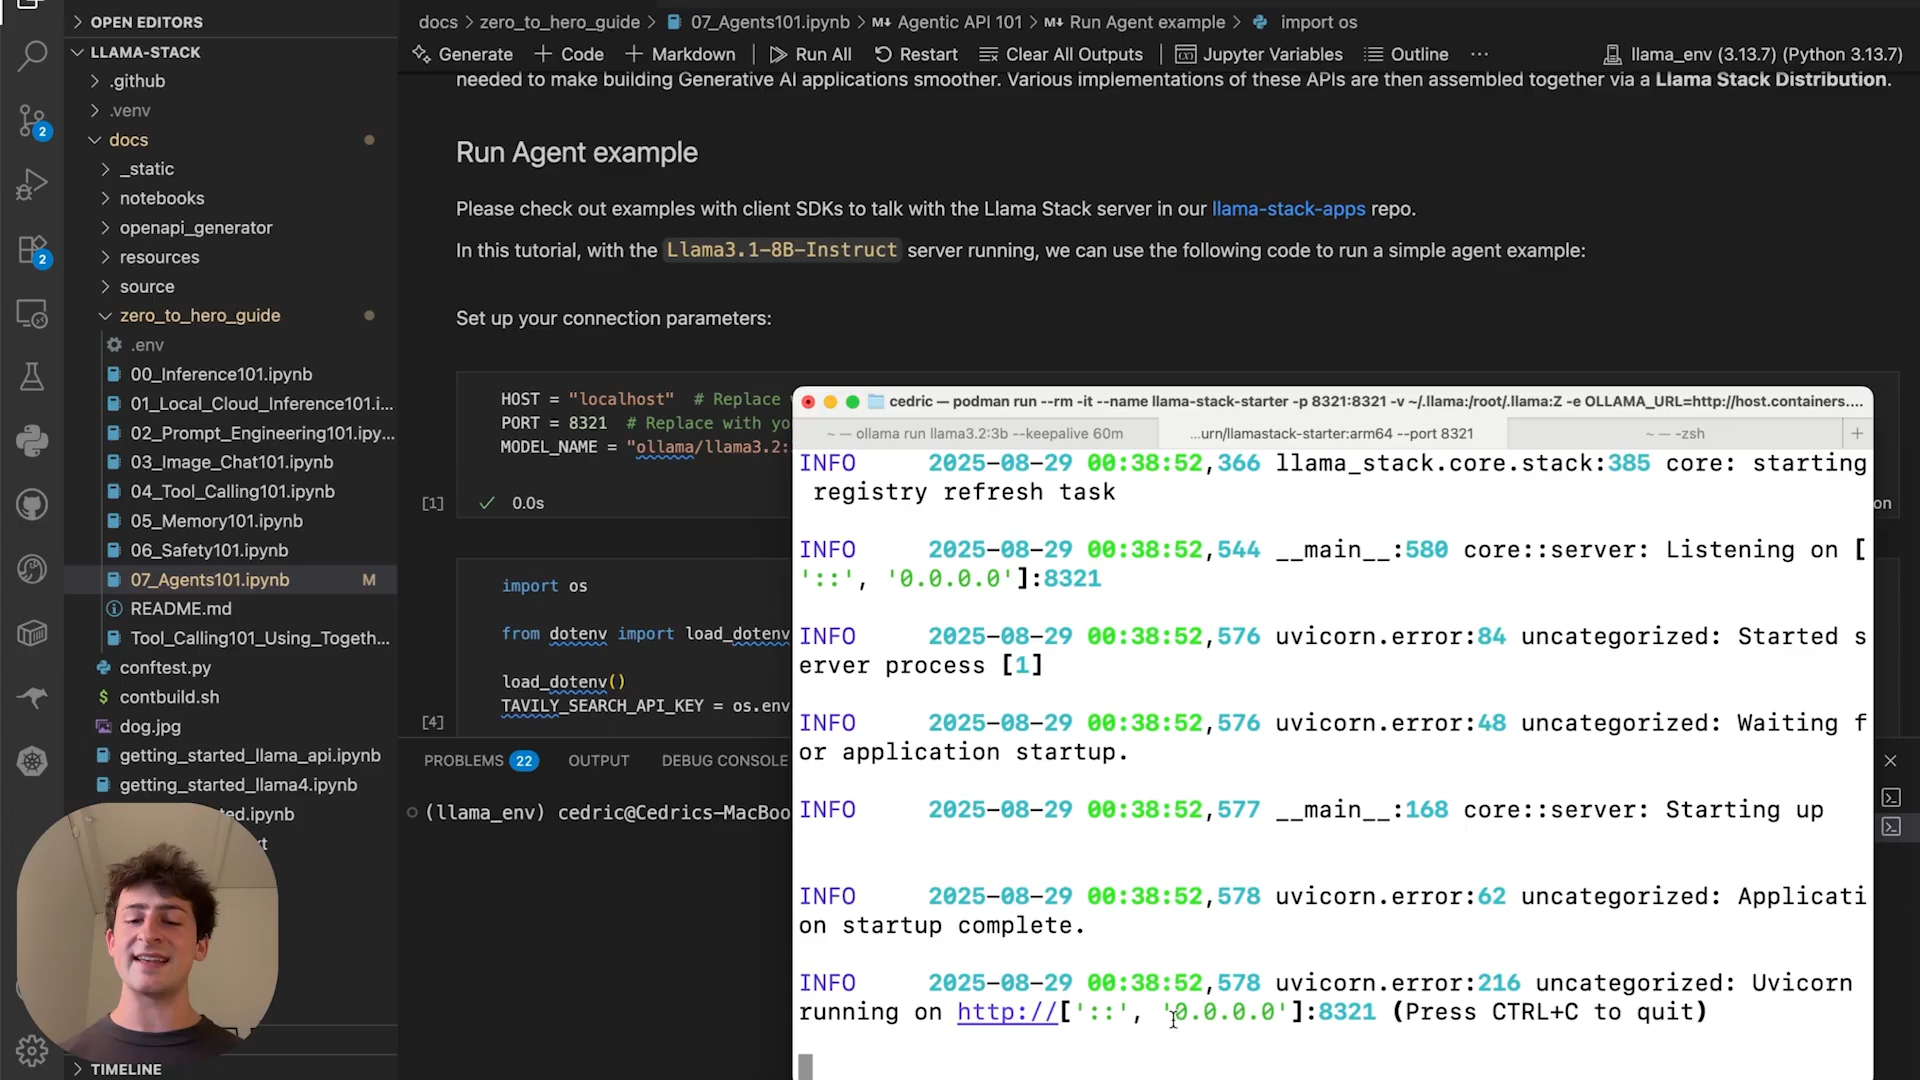 OPEN EDITORS
LLAMA-STACK
.github
.venv
docs
_static
notebooks
openapi_generator
resources
source
zero_to_hero_guide
.env
00_Inference101.ipynb
01_Local_Cloud_Inference101.i...
02_Prompt_Engineering101.ipy...
03_Image_Chat101.ipynb
04_Tool_Calling101.ipynb
05_Memory101.ipynb
06_Safety101.ipynb
07_Agents101.ipynb M
README.md
Tool_Calling101_Using_Togeth...
conftest.py
contbuild.sh
dog.jpg
getting_started_llama_api.ipynb
getting_started_llama4.ipynb
ted.ipynb
TIMELINE
2
2
docs > zero_to_hero_guide > 07_Agents101.ipynb > M↓ Agentic API 101 > M↓ Run Agent example > import os
Generate + Code + Markdown Run All Restart Clear All Outputs Jupyter Variables Outline ... llama_env (3.13.7) (Python 3.13.7)
needed to make building Generative AI applications smoother. Various implementations of these APIs are then assembled together via a Llama Stack Distribution.
Run Agent example
Please check out examples with client SDKs to talk with the Llama Stack server in our llama-stack-apps repo.
In this tutorial, with the Llama3.1-8B-Instruct server running, we can use the following code to run a simple agent example:
Set up your connection parameters:
HOST = "localhost" # Replace
PORT = 8321 # Replace with yo
MODEL_NAME = "ollama/llama3.2:
[1] ✓ 0.0s
on
import os
from dotenv import load_dotenv
load_dotenv()
TAVILY_SEARCH_API_KEY = os.env
[4]
PROBLEMS 22 OUTPUT DEBUG CONSOLE
(llama_env) cedric@Cedrics-MacBoo
cedric — podman run --rm -it --name llama-stack-starter -p 8321:8321 -v ~/.llama:/root/.llama:Z -e OLLAMA_URL=http://host.containers....
~ — ollama run llama3.2:3b --keepalive 60m ...urn/llamastack-starter:arm64 --port 8321 ~ — -zsh +
INFO 2025-08-29 00:38:52,366 llama_stack.core.stack:385 core: starting
registry refresh task
INFO 2025-08-29 00:38:52,544 __main__:580 core::server: Listening on [
'::', '0.0.0.0']:8321
INFO 2025-08-29 00:38:52,576 uvicorn.error:84 uncategorized: Started s
erver process [1]
INFO 2025-08-29 00:38:52,576 uvicorn.error:48 uncategorized: Waiting f
or application startup.
INFO 2025-08-29 00:38:52,577 __main__:168 core::server: Starting up
INFO 2025-08-29 00:38:52,578 uvicorn.error:62 uncategorized: Applicati
on startup complete.
INFO 2025-08-29 00:38:52,578 uvicorn.error:216 uncategorized: Uvicorn
running on http://['::', '0.0.0.0']:8321 (Press CTRL+C to quit)